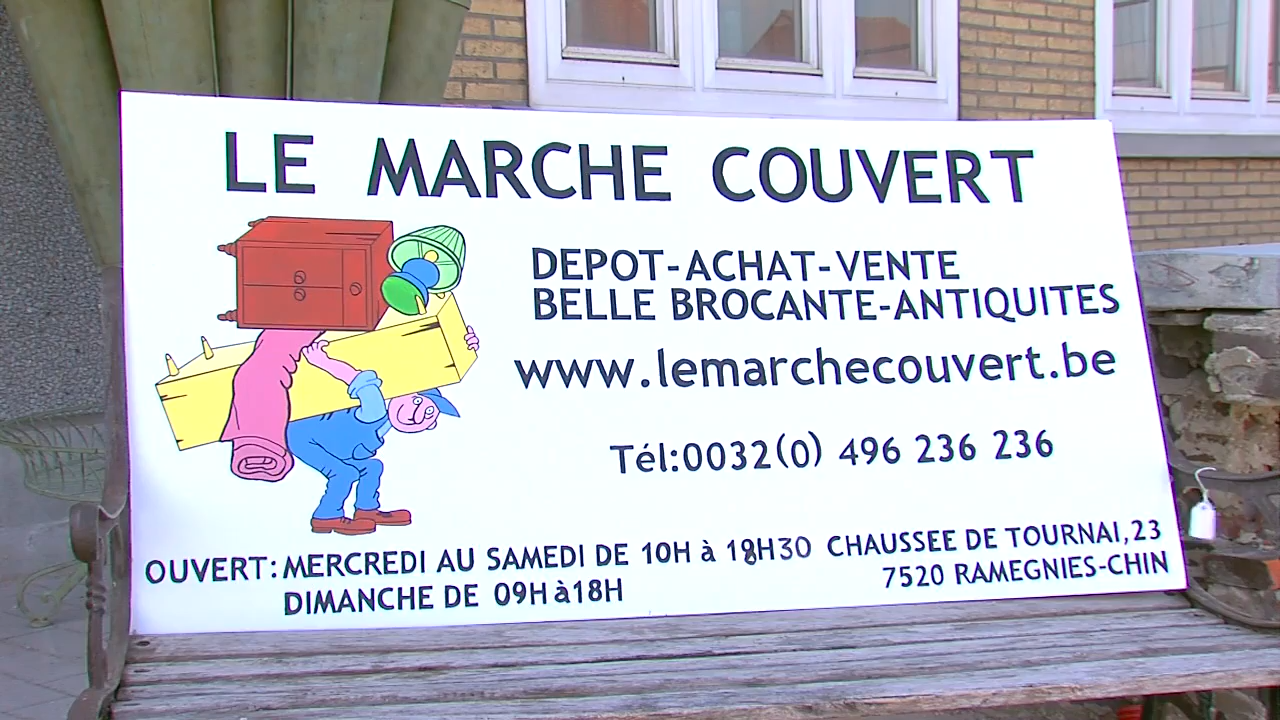 LE MARCHE COUVERT
DEPOT-ACHAT-VENTE
BELLE BROCANTE-ANTIQUITES
www.lemarchecouvert.be
Tél:0032(0) 496 236 236
OUVERT: MERCREDI AU SAMEDI DE 10H à 18H30
DIMANCHE DE 09H à 18H
CHAUSSEE DE TOURNAI,23
7520 RAMEGNIES-CHIN